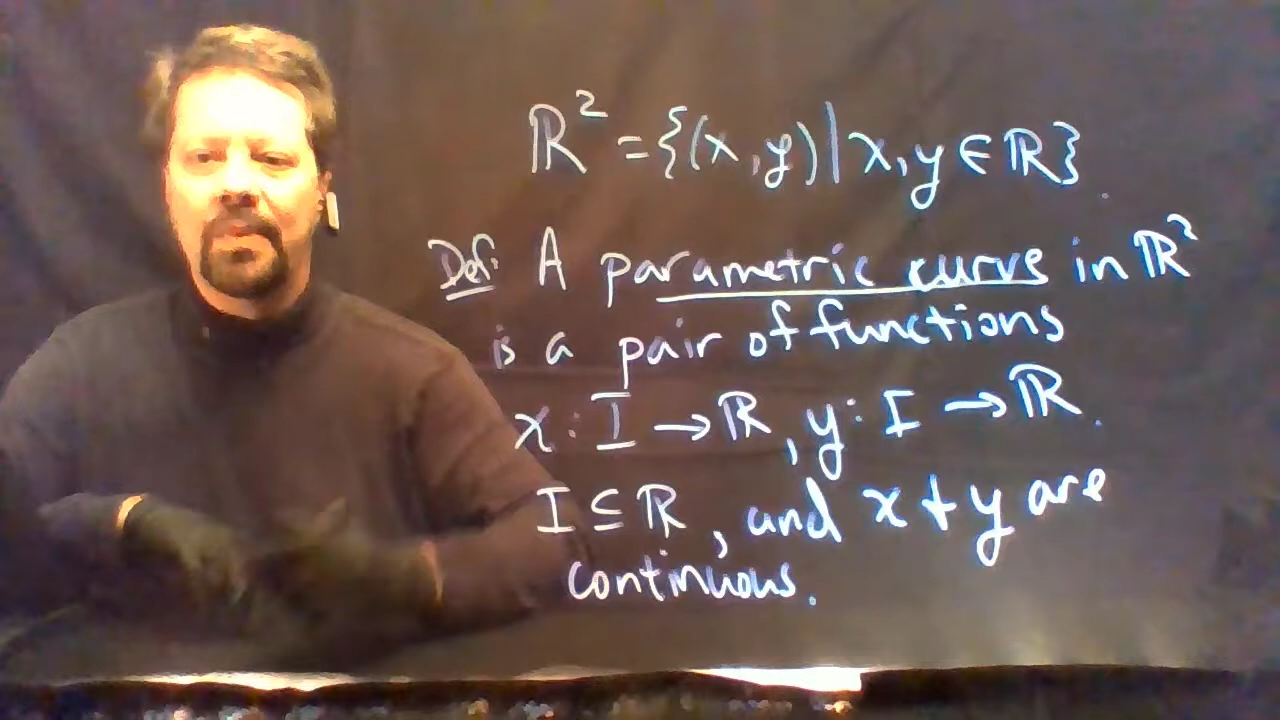 ℝ² = {(x,y) | x,y ∈ ℝ}.
Def: A parametric curve in ℝ²
is a pair of functions
x: I → ℝ, y: I → ℝ.
I ⊆ ℝ, and x + y are
continuous.